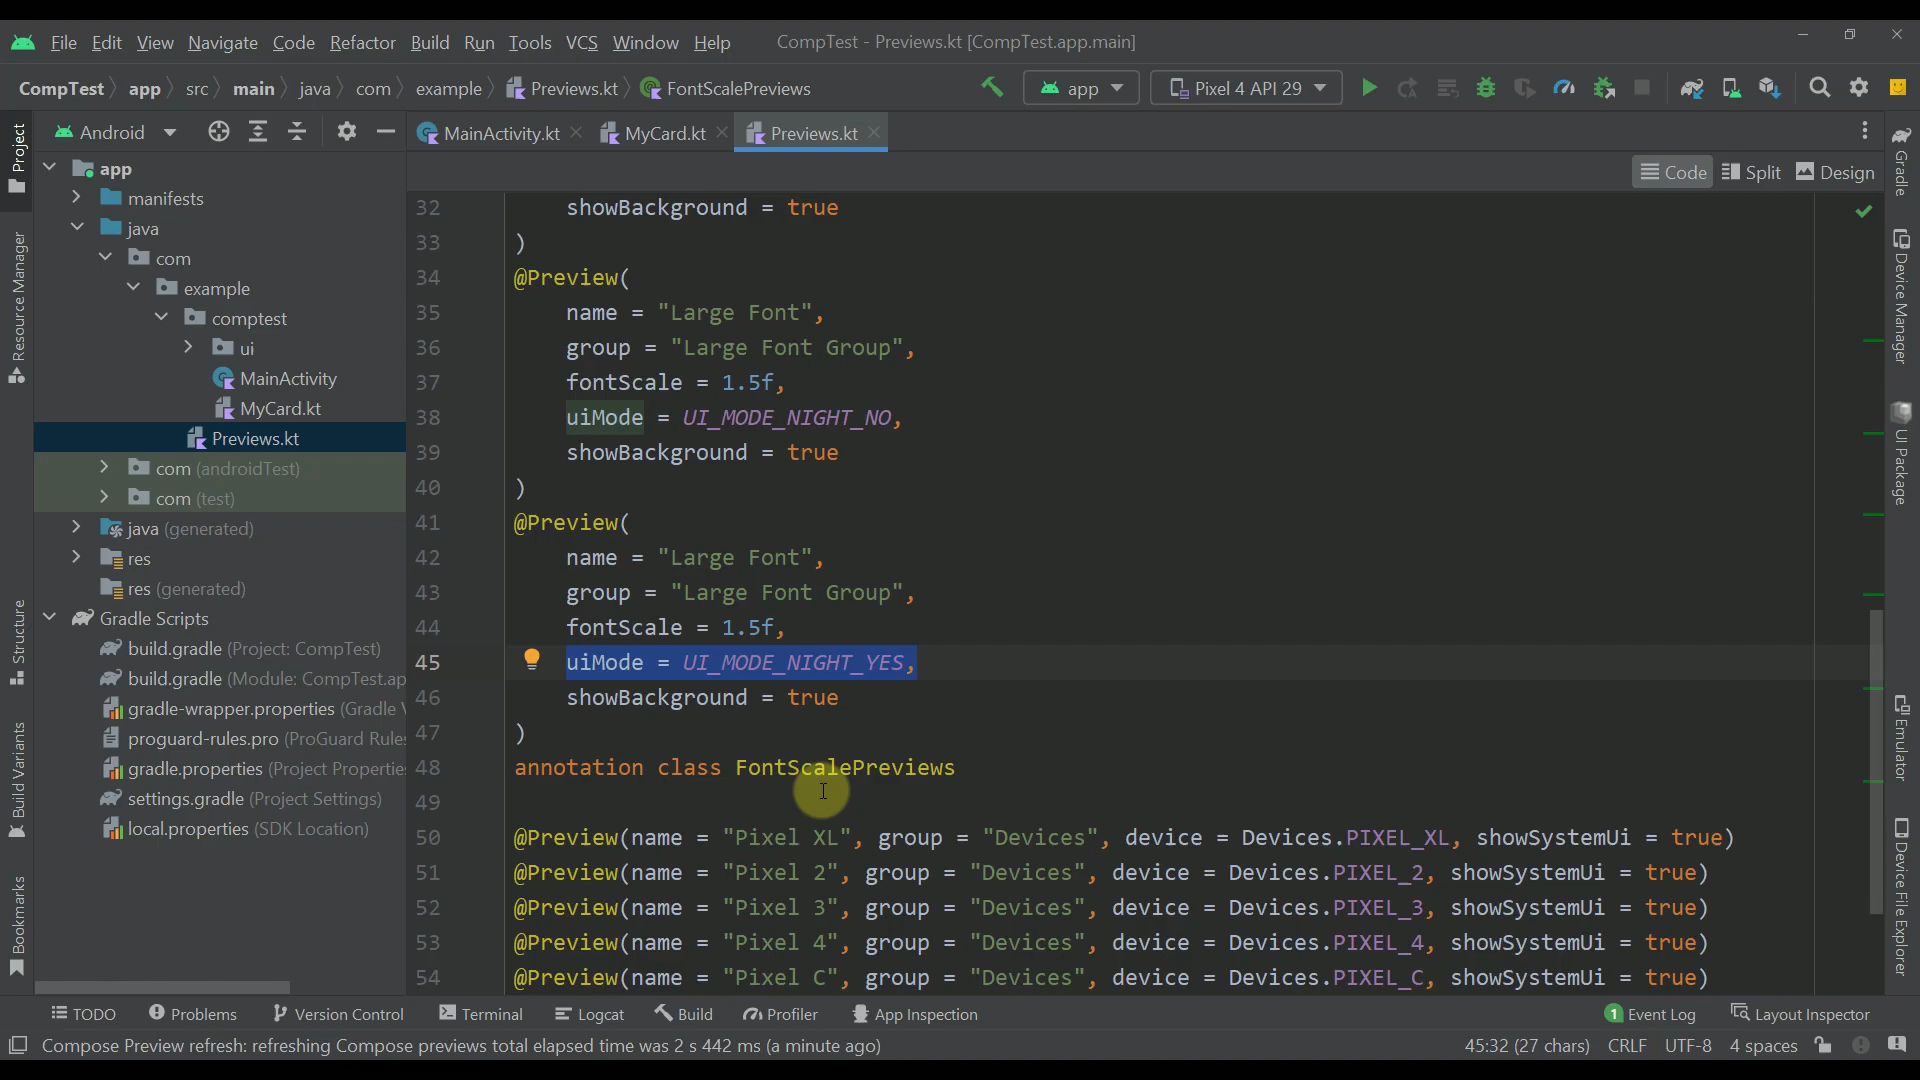 File Edit View Navigate Code Refactor Build Run Tools VCS Window Help CompTest - Previews.kt [CompTest.app.main]
CompTest app src main java com example Previews.kt FontScalePreviews app Pixel 4 API 29
Project
Resource Manager
Structure
Build Variants
Bookmarks
Android
app
manifests
java
com
example
comptest
ui
MainActivity
MyCard.kt
Previews.kt
com (androidTest)
com (test)
java (generated)
res
res (generated)
Gradle Scripts
build.gradle (Project: CompTest)
build.gradle (Module: CompTest.ap
gradle-wrapper.properties (Gradle V
proguard-rules.pro (ProGuard Rule
gradle.properties (Project Propertie
settings.gradle (Project Settings)
local.properties (SDK Location)
MainActivity.kt MyCard.kt Previews.kt
Code Split Design
32 showBackground = true
33 )
34 @Preview(
35 name = "Large Font",
36 group = "Large Font Group",
37 fontScale = 1.5f,
38 uiMode = UI_MODE_NIGHT_NO,
39 showBackground = true
40 )
41 @Preview(
42 name = "Large Font",
43 group = "Large Font Group",
44 fontScale = 1.5f,
45 uiMode = UI_MODE_NIGHT_YES,
46 showBackground = true
47 )
48 annotation class FontScalePreviews
49
50 @Preview(name = "Pixel XL", group = "Devices", device = Devices.PIXEL_XL, showSystemUi = true)
51 @Preview(name = "Pixel 2", group = "Devices", device = Devices.PIXEL_2, showSystemUi = true)
52 @Preview(name = "Pixel 3", group = "Devices", device = Devices.PIXEL_3, showSystemUi = true)
53 @Preview(name = "Pixel 4", group = "Devices", device = Devices.PIXEL_4, showSystemUi = true)
54 @Preview(name = "Pixel C", group = "Devices", device = Devices.PIXEL_C, showSystemUi = true)
Gradle
Device Manager
UI Package
Emulator
Device File Explorer
TODO Problems Version Control Terminal Logcat Build Profiler App Inspection 1 Event Log Layout Inspector
Compose Preview refresh: refreshing Compose previews total elapsed time was 2 s 442 ms (a minute ago) 45:32 (27 chars) CRLF UTF-8 4 spaces